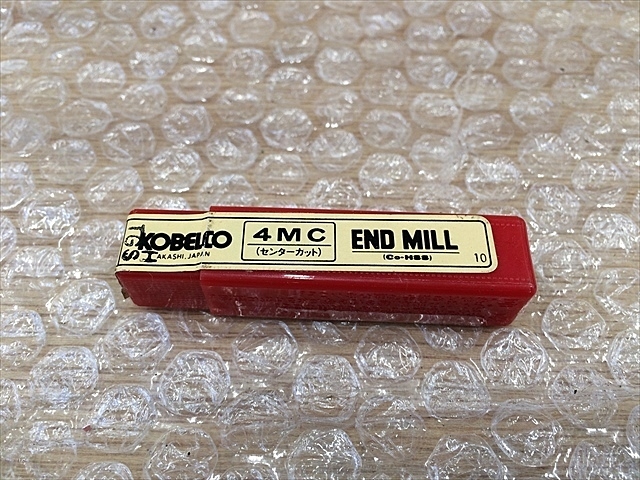 KOBELCO
AKASHI, JAPAN
4MC
(センターカット)
END MILL
(Co-HSS)
10